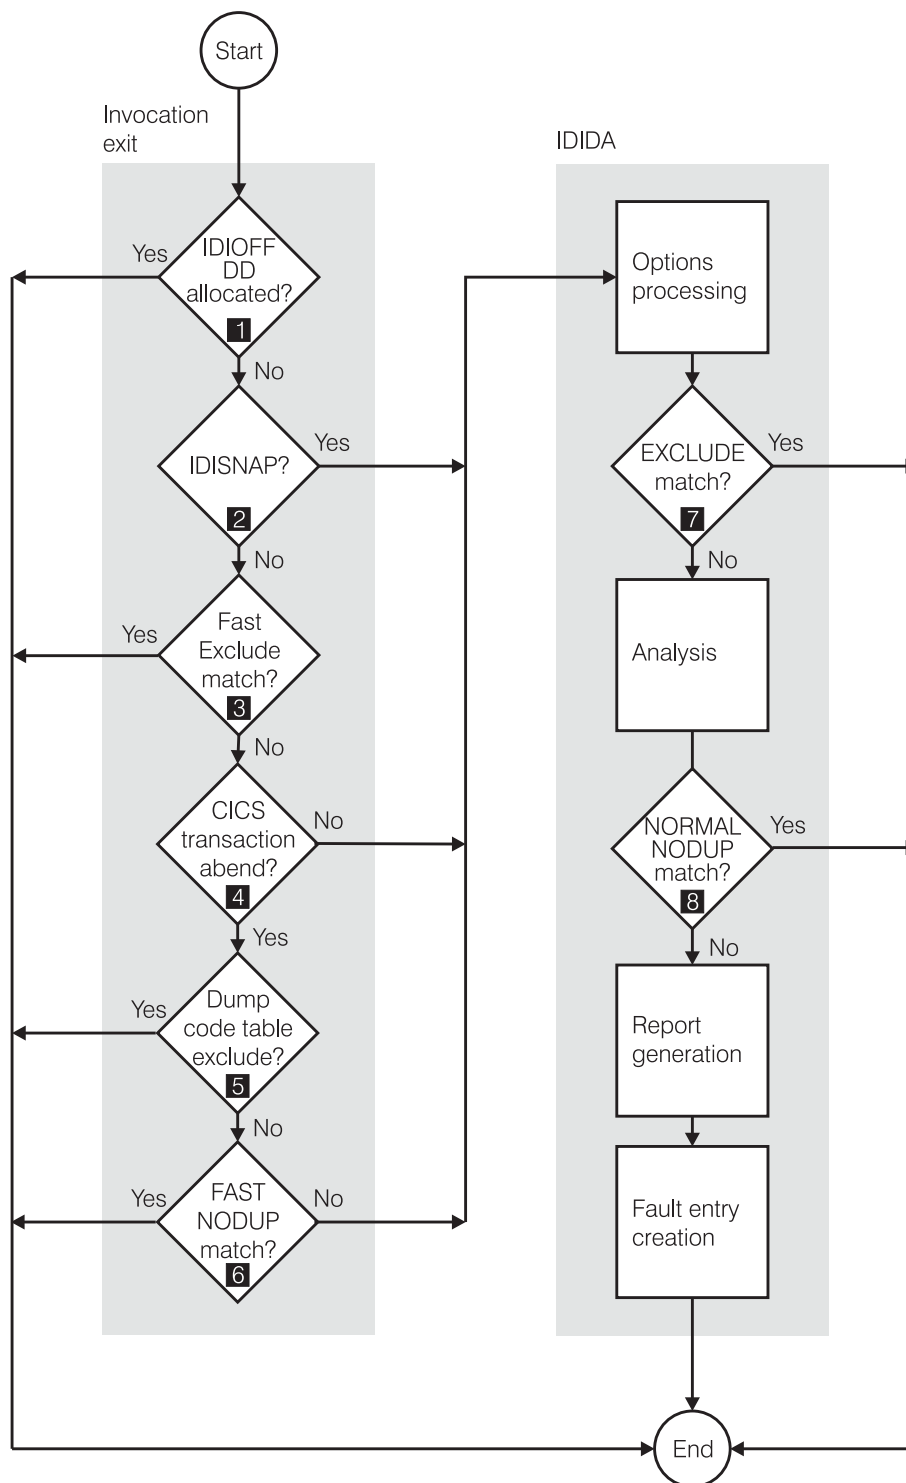 Start
Invocation
exit
IDIOFF
DD
allocated?
1
Yes
No
IDISNAP?
2
Yes
No
Fast
Exclude
match?
3
Yes
No
CICS
transaction
abend?
4
No
Yes
Dump
code table
exclude?
5
Yes
No
FAST
NODUP
match?
6
Yes
No
IDIDA
Options
processing
EXCLUDE
match?
7
Yes
No
Analysis
NORMAL
NODUP
match?
8
Yes
No
Report
generation
Fault entry
creation
End